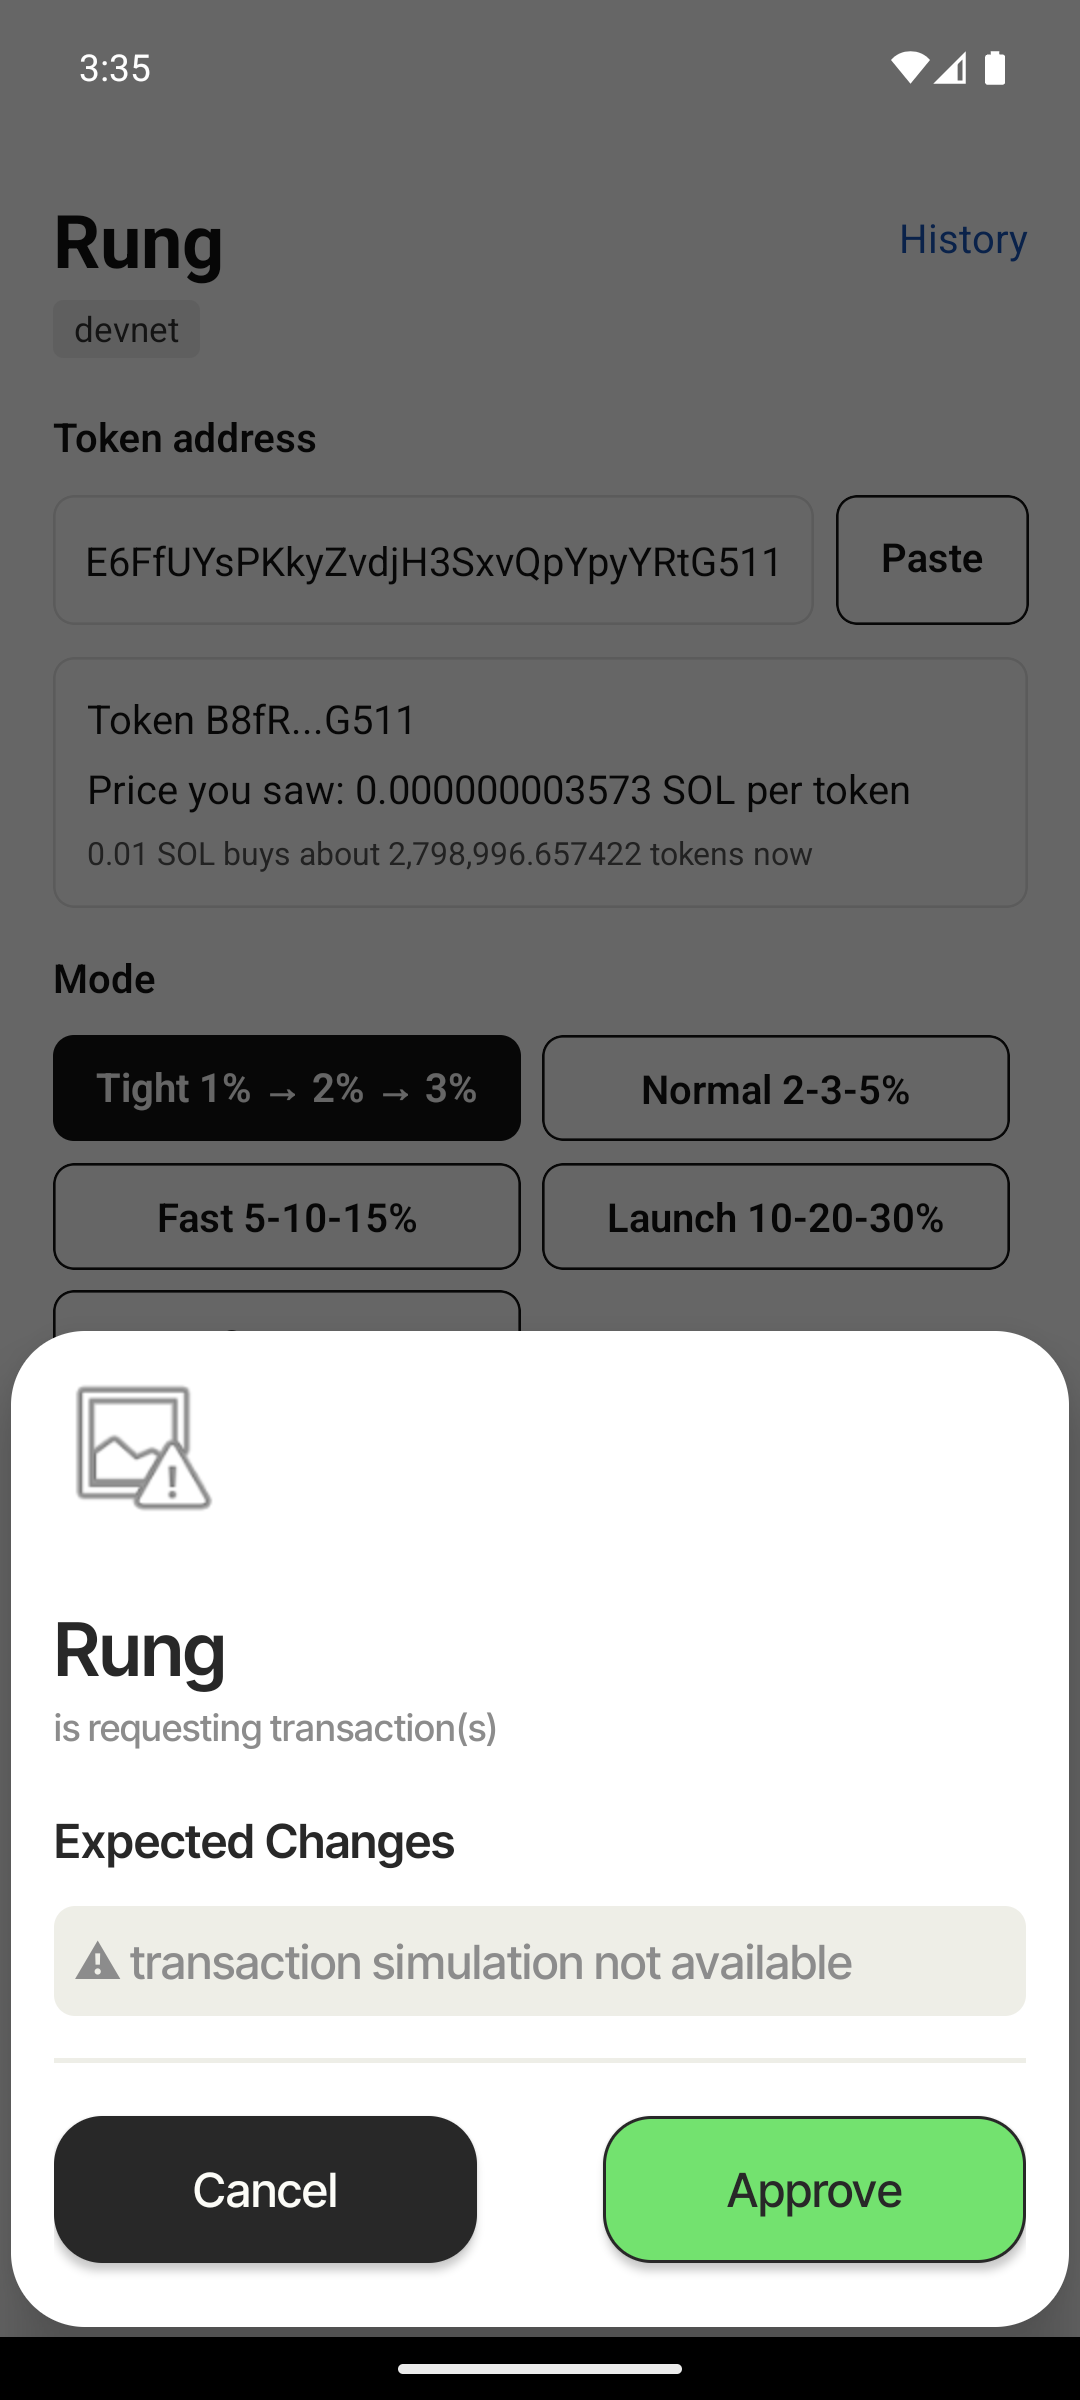 3:35
Rung
History
devnet
Token address
E6FfUYsPKkyZvdjH3SxvQpYpyYRtG511
Paste
Token B8fR...G511
Price you saw: 0.000000003573 SOL per token
0.01 SOL buys about 2,798,996.657422 tokens now
Mode
Tight 1% → 2% → 3%
Normal 2-3-5%
Fast 5-10-15%
Launch 10-20-30%
Rung
is requesting transaction(s)
Expected Changes
transaction simulation not available
Cancel
Approve